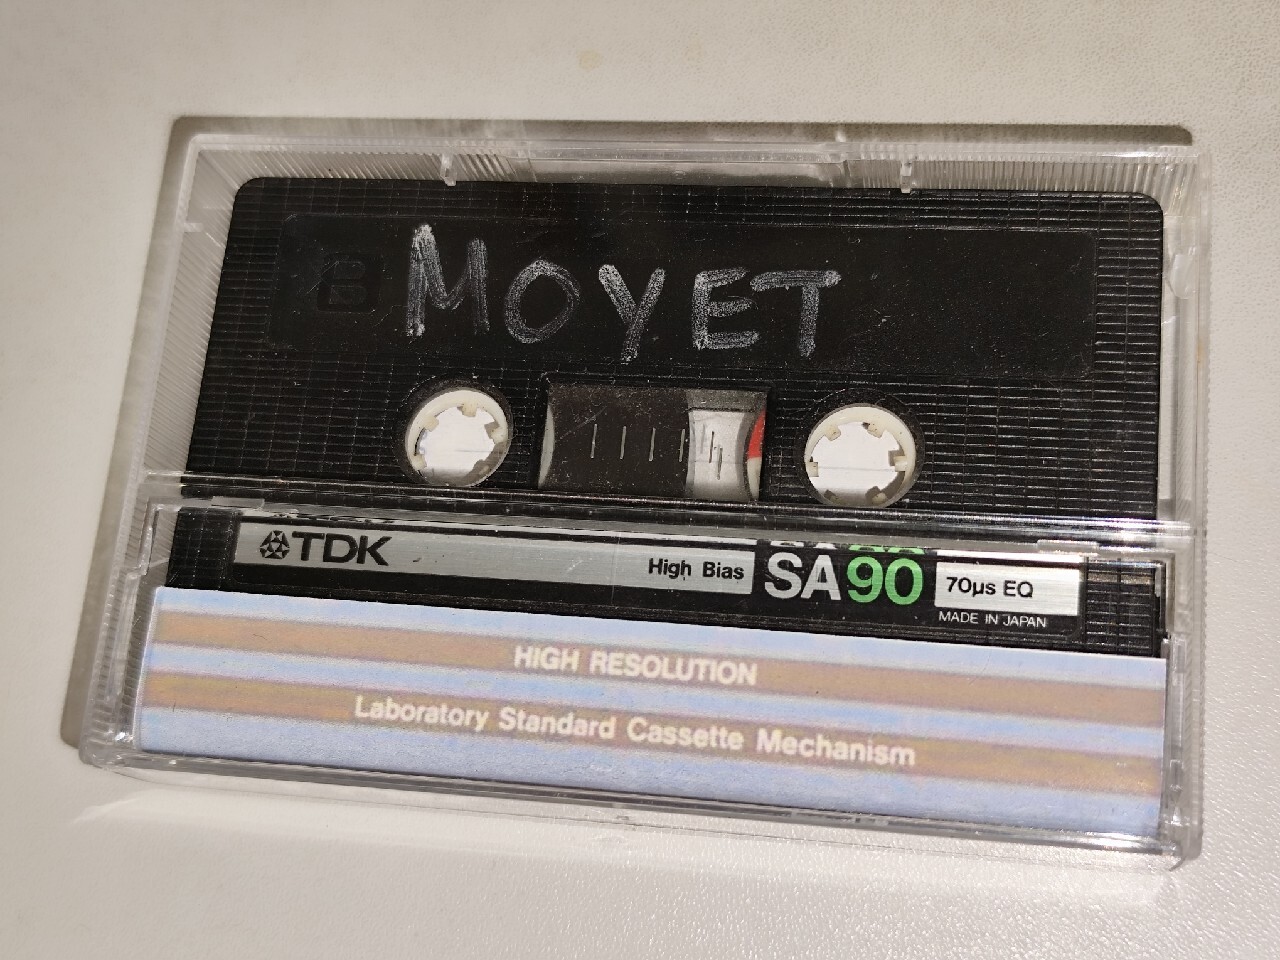 B MOYET
TDK High Bias SA90 70µs EQ
MADE IN JAPAN
HIGH RESOLUTION
Laboratory Standard Cassette Mechanism